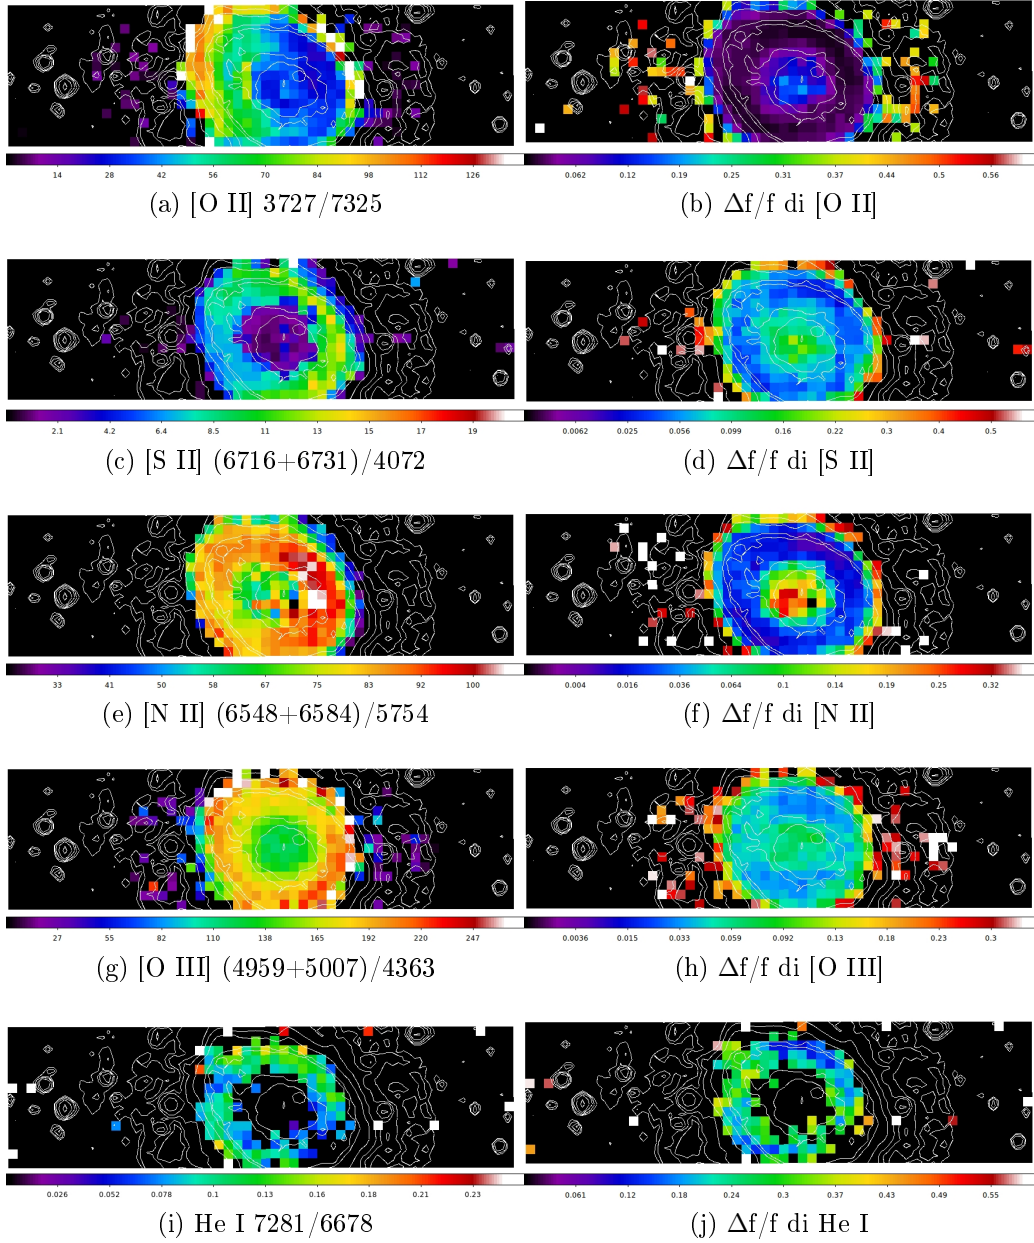 14 28 42 56 70 84 98 112 126
0.062 0.12 0.19 0.25 0.31 0.37 0.44 0.5 0.56
(a) [O II] 3727/7325
(b) Δf/f di [O II]
2.1 4.2 6.4 8.5 11 13 15 17 19
0.0062 0.025 0.056 0.099 0.16 0.22 0.3 0.4 0.5
(c) [S II] (6716+6731)/4072
(d) Δf/f di [S II]
33 41 50 58 67 75 83 92 100
0.004 0.016 0.036 0.064 0.1 0.14 0.19 0.25 0.32
(e) [N II] (6548+6584)/5754
(f) Δf/f di [N II]
27 55 82 110 138 165 192 220 247
0.0036 0.015 0.033 0.059 0.092 0.13 0.18 0.23 0.3
(g) [O III] (4959+5007)/4363
(h) Δf/f di [O III]
0.026 0.052 0.078 0.1 0.13 0.16 0.18 0.21 0.23
0.061 0.12 0.18 0.24 0.3 0.37 0.43 0.49 0.55
(i) He I 7281/6678
(j) Δf/f di He I